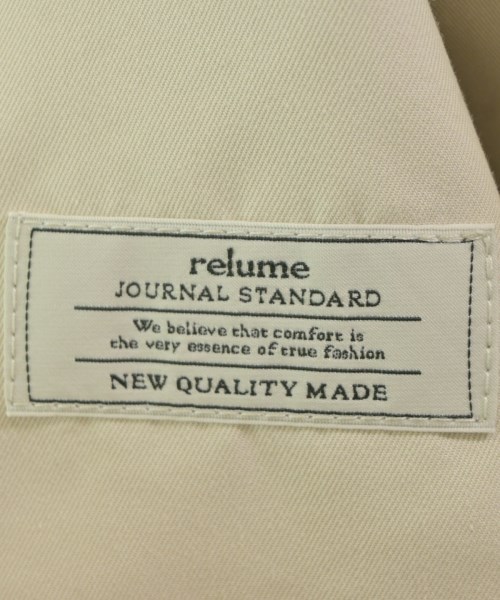 relume
JOURNAL STANDARD
We believe that comfort is
the very essence of true fashion
NEW QUALITY MADE